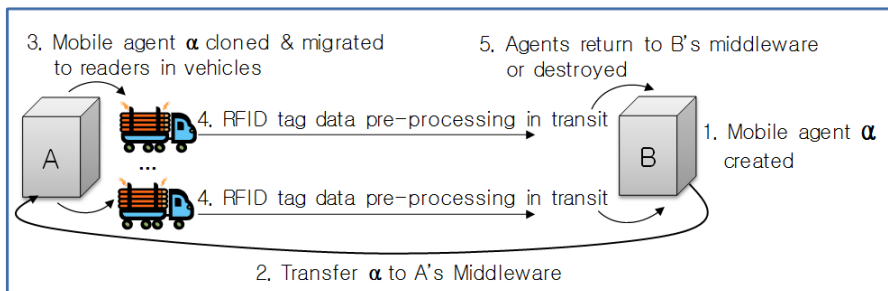 3. Mobile agent α cloned & migrated
to readers in vehicles
5. Agents return to B's middleware
or destroyed
4. RFID tag data pre-processing in transit
A
B
1. Mobile agent α
created
...
4. RFID tag data pre-processing in transit
2. Transfer α to A's Middleware